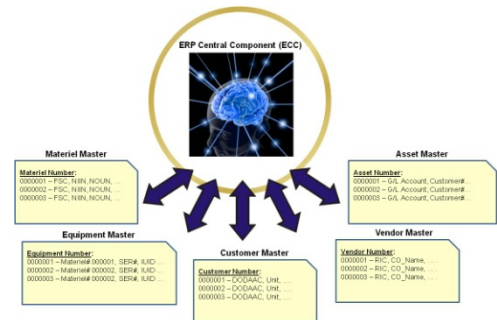 ERP Central Component (ECC)
Materiel Master
Materiel Number:
0000001 – FSC, NIIN, NOUN, ...
0000002 – FSC, NIIN, NOUN, ...
0000003 – FSC, NIIN, NOUN, ...
Asset Master
Asset Number:
0000001 – G/L Account, Customer#...
0000002 – G/L Account, Customer#...
0000003 – G/L Account, Customer#...
Equipment Master
Equipment Number:
0000001 – Materiel# 000001, SER#, IUID ...
0000002 – Materiel# 000002, SER#, IUID ...
0000003 – Materiel# 000002, SER#, IUID ...
Customer Master
Customer Number:
0000001 – DODAAC, Unit, ...
0000002 – DODAAC, Unit, ...
0000003 – DODAAC, Unit, ...
Vendor Master
Vendor Number:
0000001 – RIC, CO_Name, ...
0000002 – RIC, CO_Name, ...
0000003 – RIC, CO_Name, ...